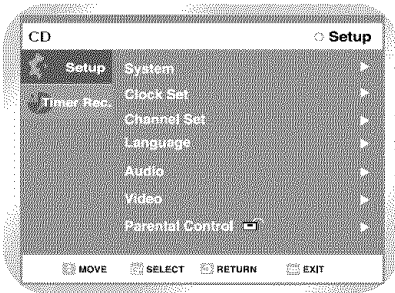 CD
Setup
Setup
Timer Rec.
System
Clock Set
Channel Set
Language
Audio
Video
Parental Control
MOVE SELECT RETURN EXIT